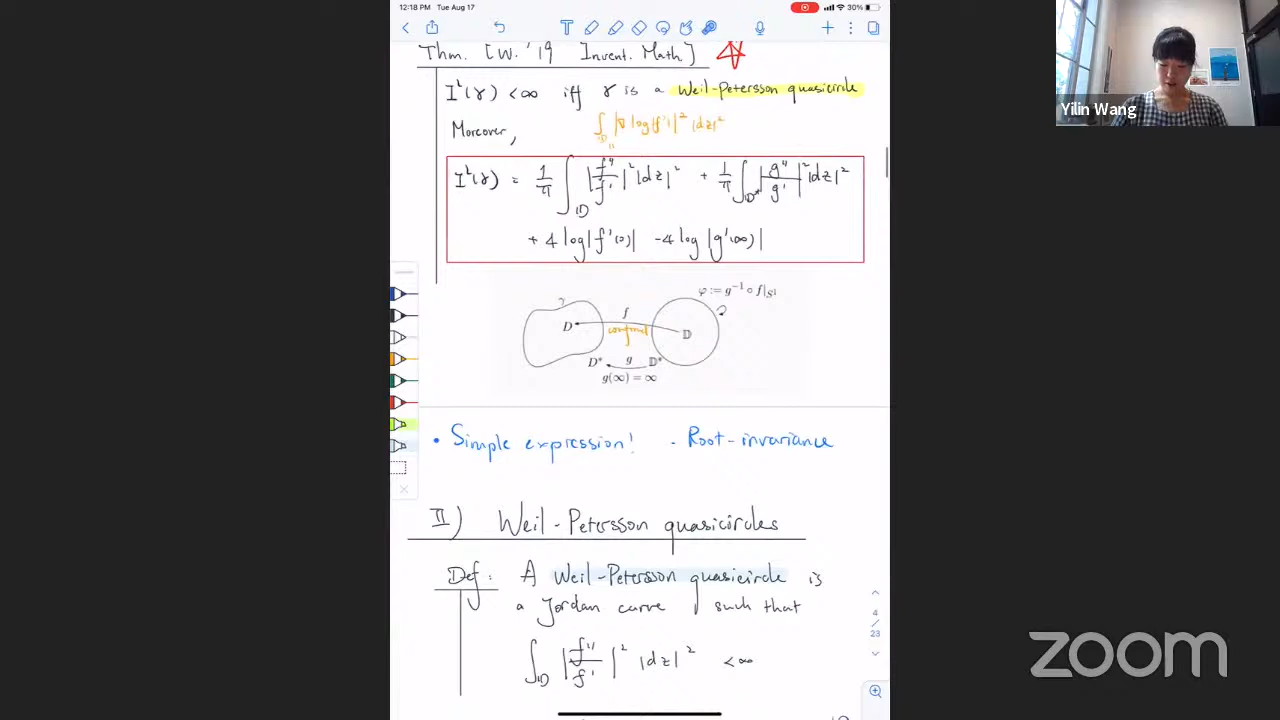 12:18 PM Tue Aug 17
30%
Thm. [W. '19 Invent. Math]
I^L(γ) < ∞ iff γ is a Weil-Petersson quasicircle
Moreover,
∫_D |∇ log|f'||² |dz|²
I^L(γ) = 1/π ∫_D |f''/f'|² |dz|² + 1/π ∫_D* |g''/g'|² |dz|²
+ 4 log|f'(0)| - 4 log |g'(∞)|
φ := g⁻¹ ∘ f|_S¹
γ
f
D
conformal
𝔻
D*
g
𝔻*
g(∞) = ∞
• Simple expression! - Root-invariance
II) Weil-Petersson quasicircles
Def: A Weil-Petersson quasicircle is
a Jordan curve γ such that
∫_D |f''/f'|² |dz|² < ∞
4
/
23
Yilin Wang
zoom